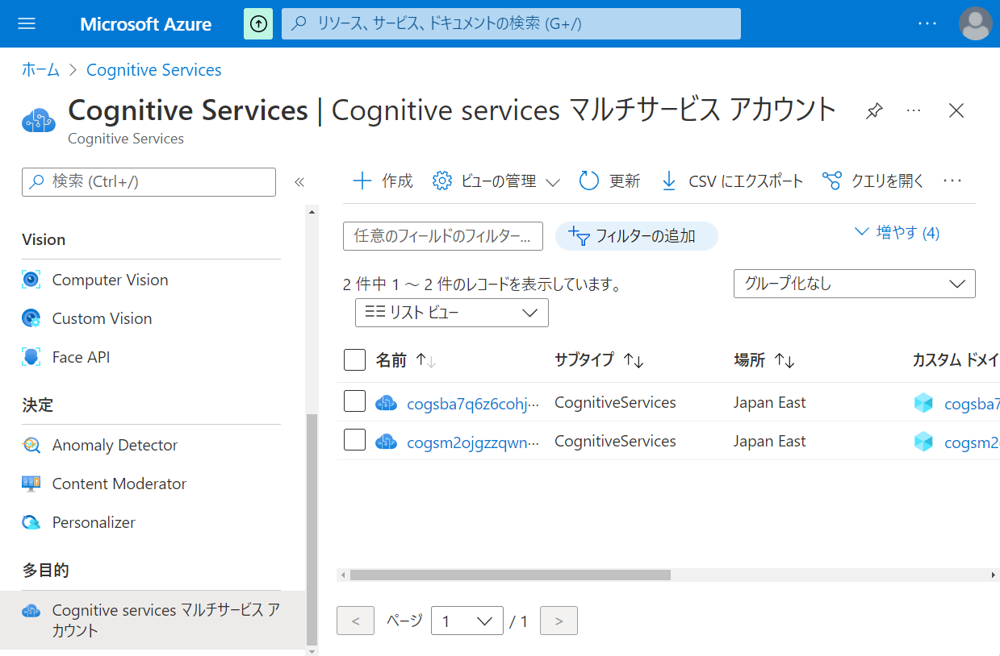 Microsoft Azure
リソース、サービス、ドキュメントの検索 (G+/)
ホーム > Cognitive Services
Cognitive Services | Cognitive services マルチサービス アカウント
Cognitive Services
検索 (Ctrl+/)
Vision
Computer Vision
Custom Vision
Face API
決定
Anomaly Detector
Content Moderator
Personalizer
多目的
Cognitive services マルチサービス ア
カウント
作成 ビューの管理 更新 CSV にエクスポート クエリを開く
任意のフィールドのフィルター... フィルターの追加 増やす (4)
2 件中 1 ～ 2 件のレコードを表示しています。
グループ化なし
リスト ビュー
名前 サブタイプ 場所 カスタム ドメイ
cogsba7q6z6cohj... CognitiveServices Japan East cogsba7
cogsm2ojgzzqwn... CognitiveServices Japan East cogsm2
< ページ 1 / 1 >